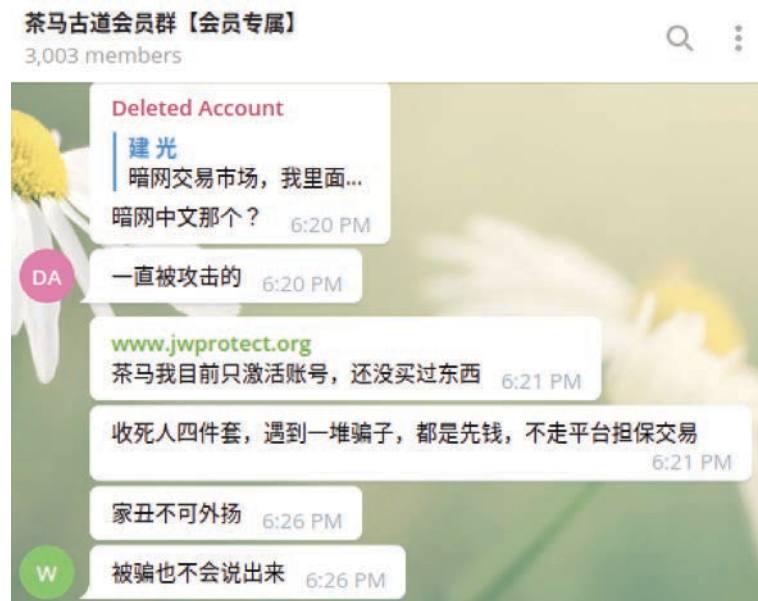 茶马古道会员群【会员专属】
3,003 members
Deleted Account
建 光
暗网交易市场，我里面...
暗网中文那个？ 6:20 PM
DA
一直被攻击的 6:20 PM
www.jwprotect.org
茶马我目前只激活账号，还没买过东西 6:21 PM
收死人四件套，遇到一堆骗子，都是先钱，不走平台担保交易
6:21 PM
家丑不可外扬 6:26 PM
W
被骗也不会说出来 6:26 PM